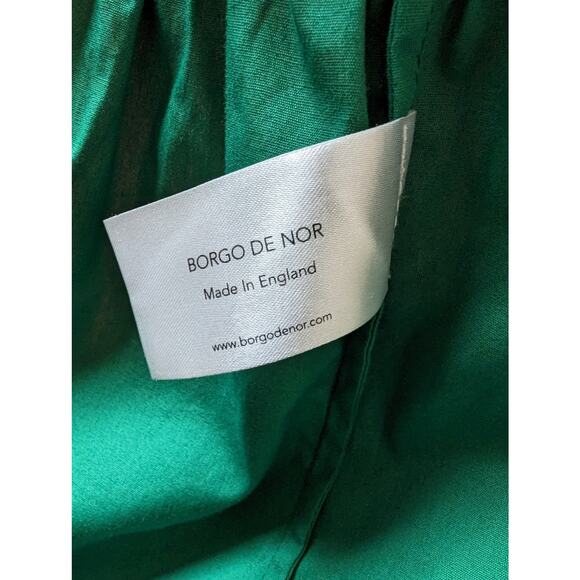 BORGO DE NOR
Made In England
www.borgodenor.com